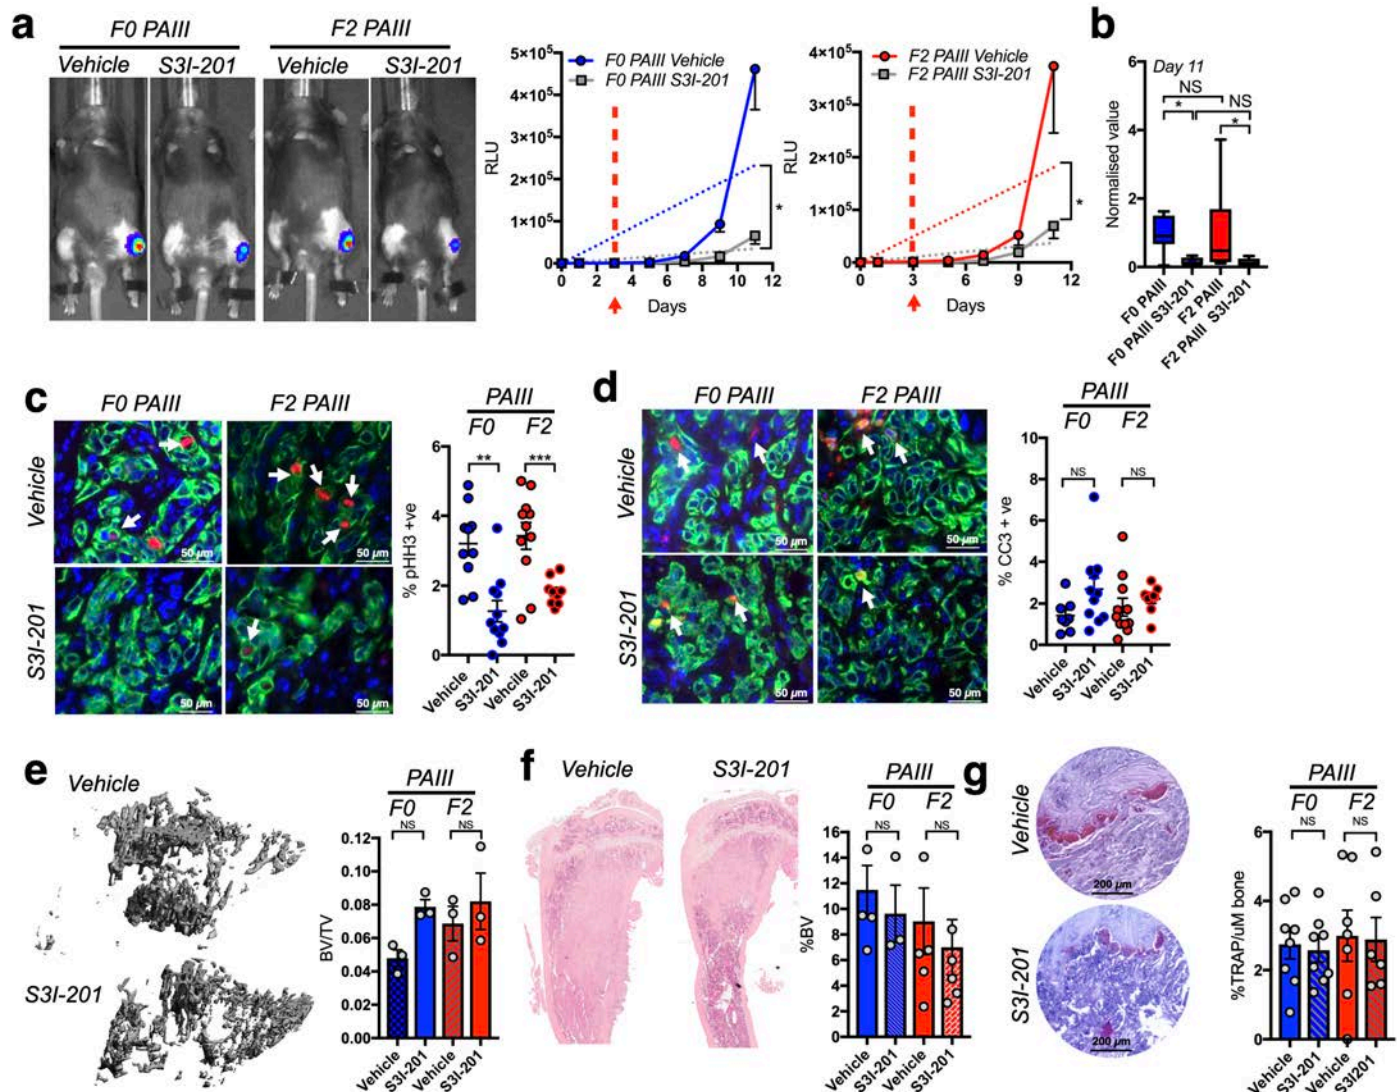 a
F0 PAIII
F2 PAIII
Vehicle
S3I-201
Vehicle
S3I-201
RLU
5×10⁵
4×10⁵
3×10⁵
2×10⁵
1×10⁵
0
F0 PAIII Vehicle
F0 PAIII S3I-201
*
0 2 4 6 8 10 12
Days
RLU
4×10⁵
3×10⁵
2×10⁵
1×10⁵
0
F2 PAIII Vehicle
F2 PAIII S3I-201
*
0 3 6 9 12
Days
b
Day 11
Normalised value
6
4
2
0
NS
* NS
*
F0 PAIII
F0 PAIII S3I-201
F2 PAIII
F2 PAIII S3I-201
c
F0 PAIII
F2 PAIII
Vehicle
S3I-201
50 µm
50 µm
50 µm
50 µm
PAIII
F0 F2
% pHH3 +ve
6
4
2
0
** ***
Vehicle
S3I-201
Vehcile
S3I-201
d
F0 PAIII
F2 PAIII
Vehicle
S3I-201
50 µm
50 µm
50 µm
50 µm
PAIII
F0 F2
% CC3 + ve
10
8
6
4
2
0
NS NS
Vehicle
S3I-201
Vehicle
S3I-201
e
Vehicle
S3I-201
PAIII
F0 F2
BV/TV
0.12
0.10
0.08
0.06
0.04
0.02
0.00
NS NS
Vehicle
S3I-201
Vehicle
S3I-201
f
Vehicle
S3I-201
PAIII
F0 F2
%BV
16
14
12
10
8
6
4
2
0
NS NS
Vehicle
S3I-201
Vehicle
S3I-201
g
Vehicle
S3I-201
200 µm
200 µm
PAIII
F0 F2
%TRAP/uM bone
6
4
2
0
NS NS
Vehicle
S3I-201
Vehicle
S3I201